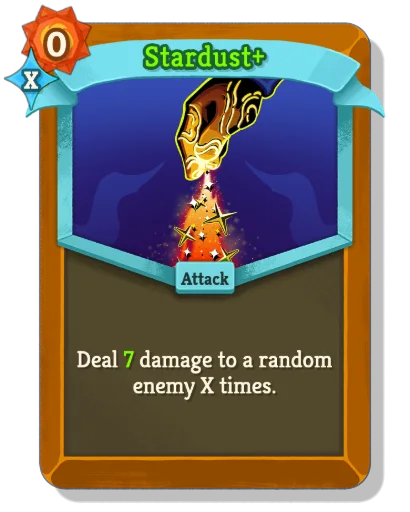 0
X
Stardust+
Attack
Deal 7 damage to a random
enemy X times.